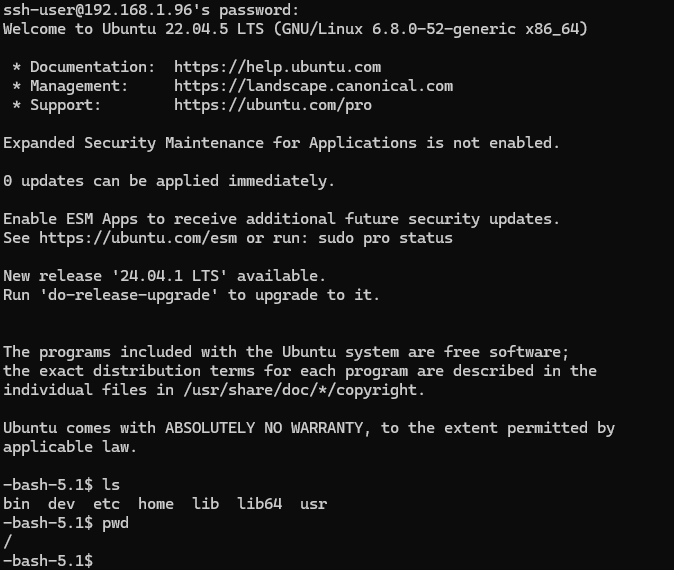 ssh-user@192.168.1.96's password:
Welcome to Ubuntu 22.04.5 LTS (GNU/Linux 6.8.0-52-generic x86_64)
* Documentation:  https://help.ubuntu.com
* Management:     https://landscape.canonical.com
* Support:        https://ubuntu.com/pro
Expanded Security Maintenance for Applications is not enabled.
0 updates can be applied immediately.
Enable ESM Apps to receive additional future security updates.
See https://ubuntu.com/esm or run: sudo pro status
New release '24.04.1 LTS' available.
Run 'do-release-upgrade' to upgrade to it.
The programs included with the Ubuntu system are free software;
the exact distribution terms for each program are described in the
individual files in /usr/share/doc/*/copyright.
Ubuntu comes with ABSOLUTELY NO WARRANTY, to the extent permitted by
applicable law.
-bash-5.1$ ls
bin  dev  etc  home  lib  lib64  usr
-bash-5.1$ pwd
/
-bash-5.1$